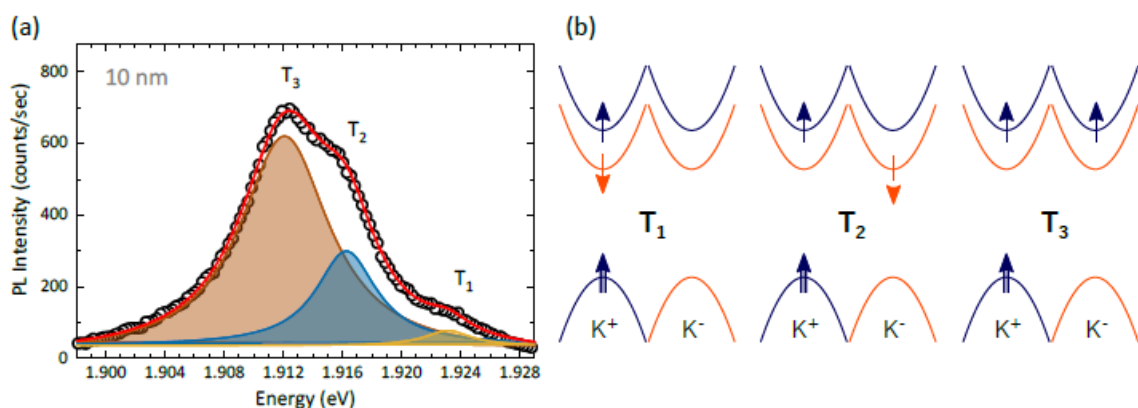 (a)
10 nm
T3
T2
T1
PL Intensity (counts/sec)
800
600
400
200
0
1.900 1.904 1.908 1.912 1.916 1.920 1.924 1.928
Energy (eV)
(b)
T1 T2 T3
K+ K- K+ K- K+ K-